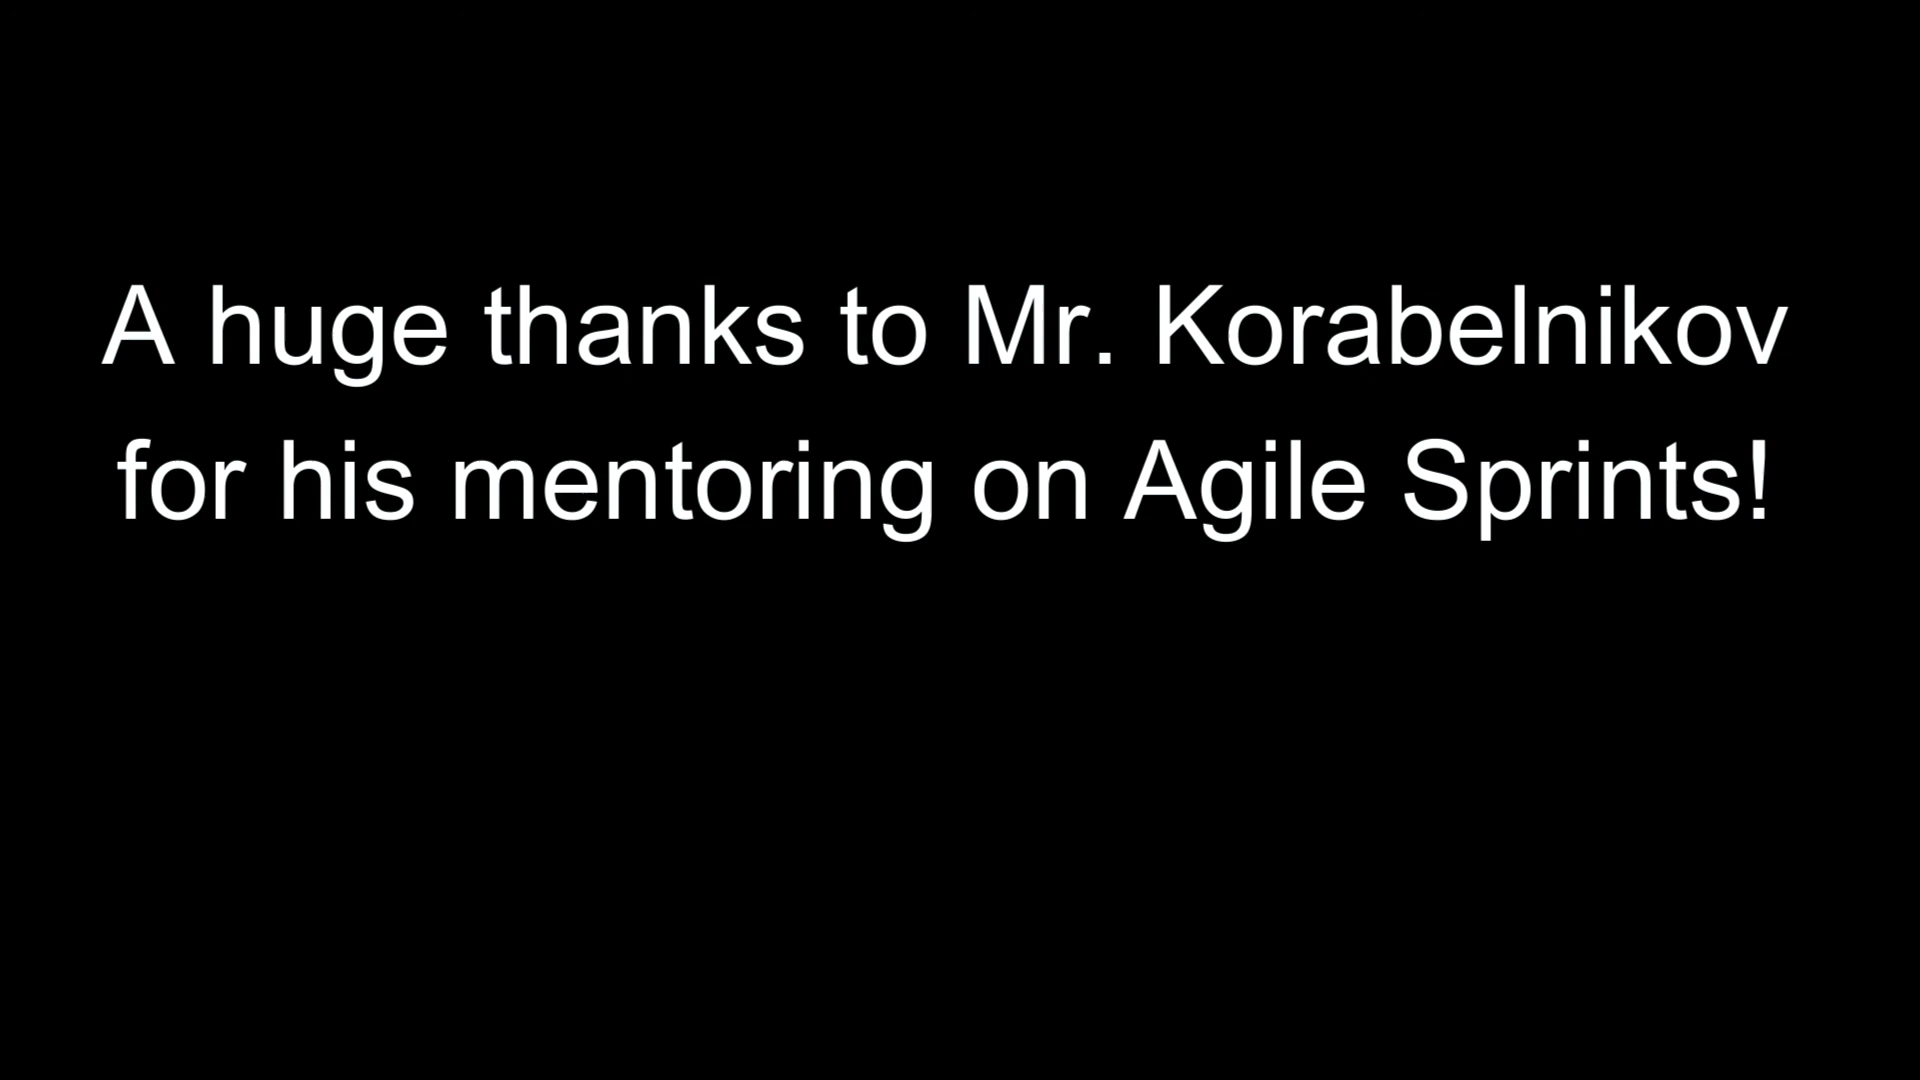 A huge thanks to Mr. Korabelnikov
for his mentoring on Agile Sprints!